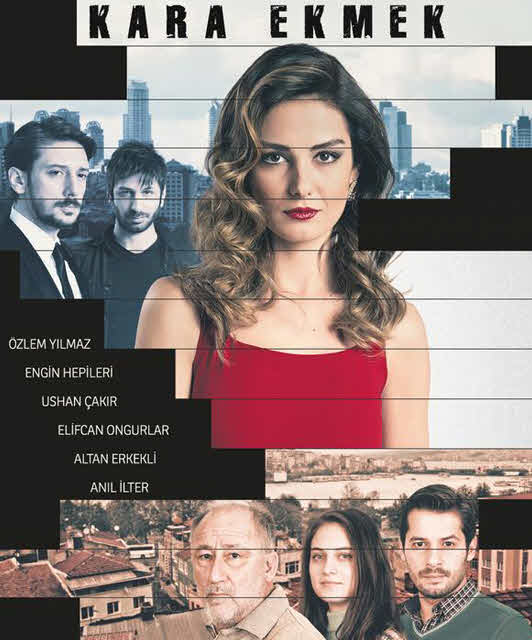 KARA EKMEK
ÖZLEM YILMAZ
ENGİN HEPİLERİ
USHAN ÇAKIR
ELİFCAN ONGURLAR
ALTAN ERKEKLİ
ANIL İLTER